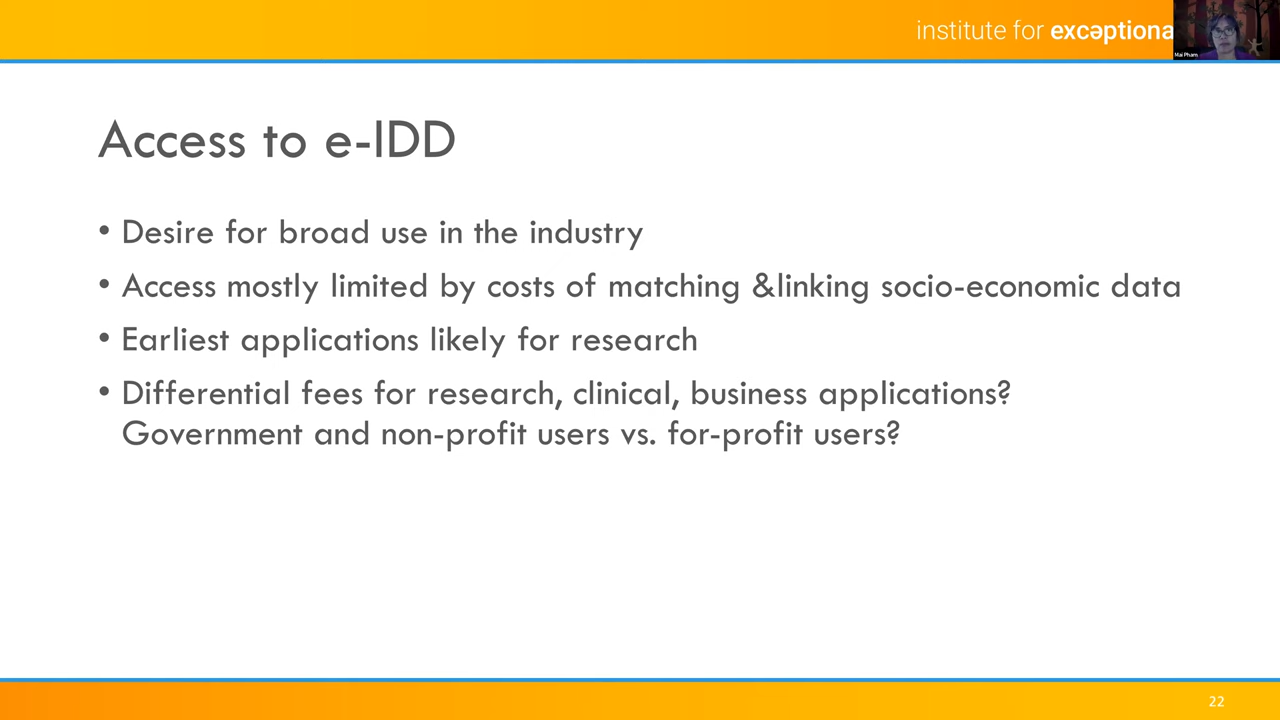 institute for excəptiona
Mai Pham
Access to e-IDD
• Desire for broad use in the industry
• Access mostly limited by costs of matching &linking socio-economic data
• Earliest applications likely for research
• Differential fees for research, clinical, business applications?
Government and non-profit users vs. for-profit users?
22